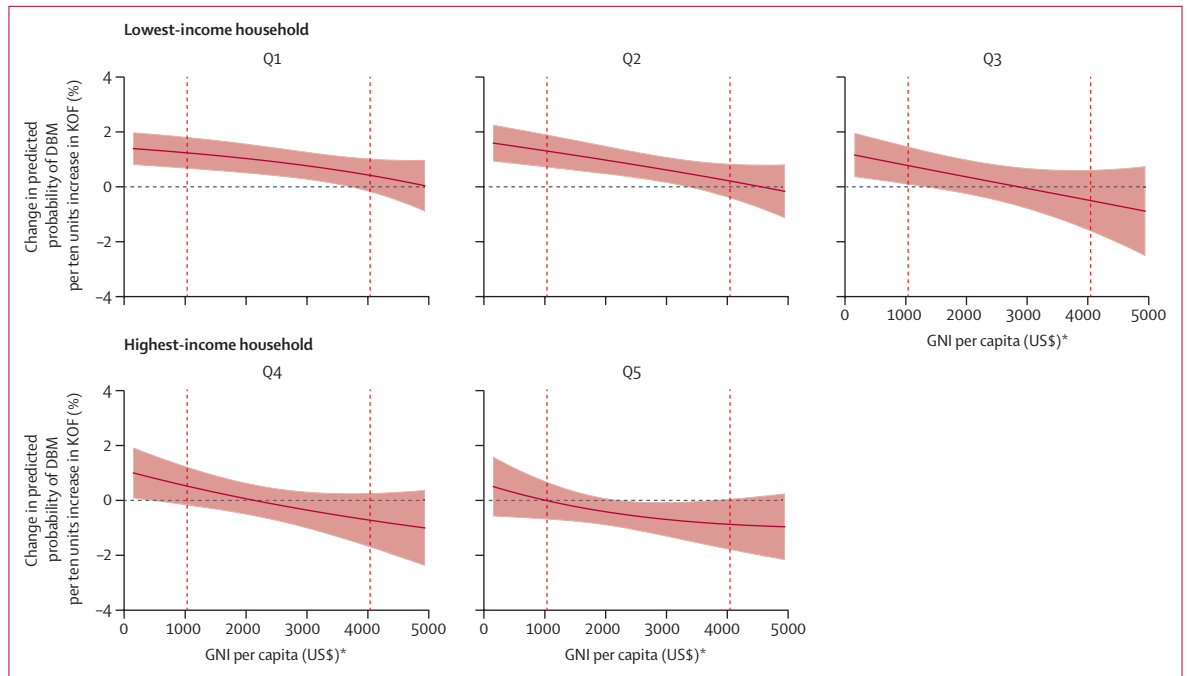 Lowest-income household
Q1
Q2
Q3
Change in predicted
probability of DBM
per ten units increase in KOF (%)
4
2
0
–2
–4
0
1000
2000
3000
4000
5000
GNI per capita (US$)*
Highest-income household
Q4
Q5
Change in predicted
probability of DBM
per ten units increase in KOF (%)
4
2
0
–2
–4
0
1000
2000
3000
4000
5000
0
1000
2000
3000
4000
5000
GNI per capita (US$)*
GNI per capita (US$)*